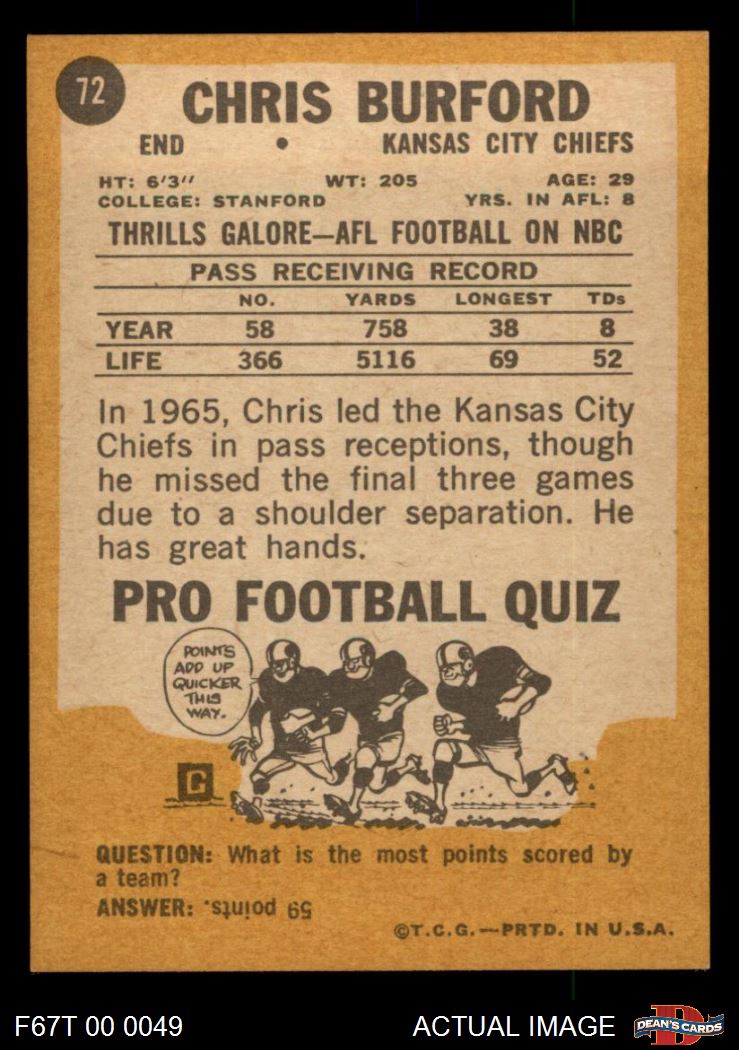 72
CHRIS BURFORD
END • KANSAS CITY CHIEFS
HT: 6'3" WT: 205 AGE: 29
COLLEGE: STANFORD YRS. IN AFL: 8
THRILLS GALORE—AFL FOOTBALL ON NBC
PASS RECEIVING RECORD
NO. YARDS LONGEST TDs
YEAR 58 758 38 8
LIFE 366 5116 69 52
In 1965, Chris led the Kansas City
Chiefs in pass receptions, though
he missed the final three games
due to a shoulder separation. He
has great hands.
PRO FOOTBALL QUIZ
POINTS
ADD UP
QUICKER
THIS
WAY.
G
QUESTION: What is the most points scored by
a team?
ANSWER: 59 points.
©T.C.G.—PRTD. IN U.S.A.
F67T 00 0049 ACTUAL IMAGE DEAN'S CARDS